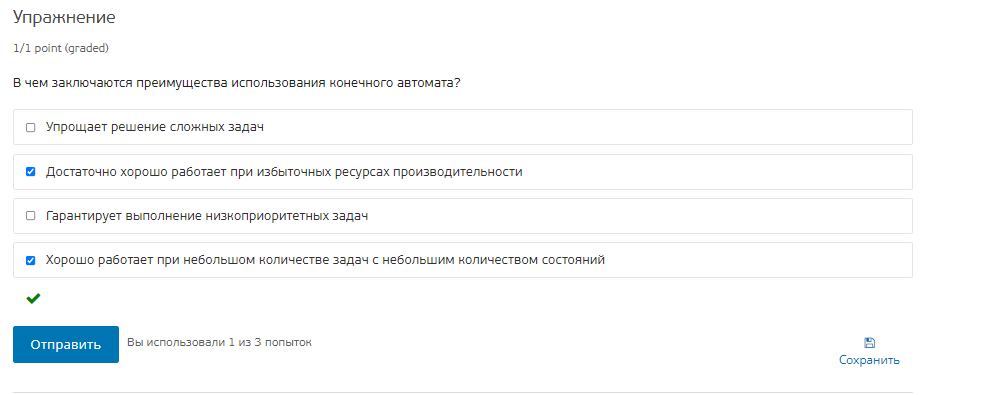 Упражнение
1/1 point (graded)
В чем заключаются преимущества использования конечного автомата?
Упрощает решение сложных задач
Достаточно хорошо работает при избыточных ресурсах производительности
Гарантирует выполнение низкоприоритетных задач
Хорошо работает при небольшом количестве задач с небольшим количеством состояний
Отправить
Вы использовали 1 из 3 попыток
Сохранить